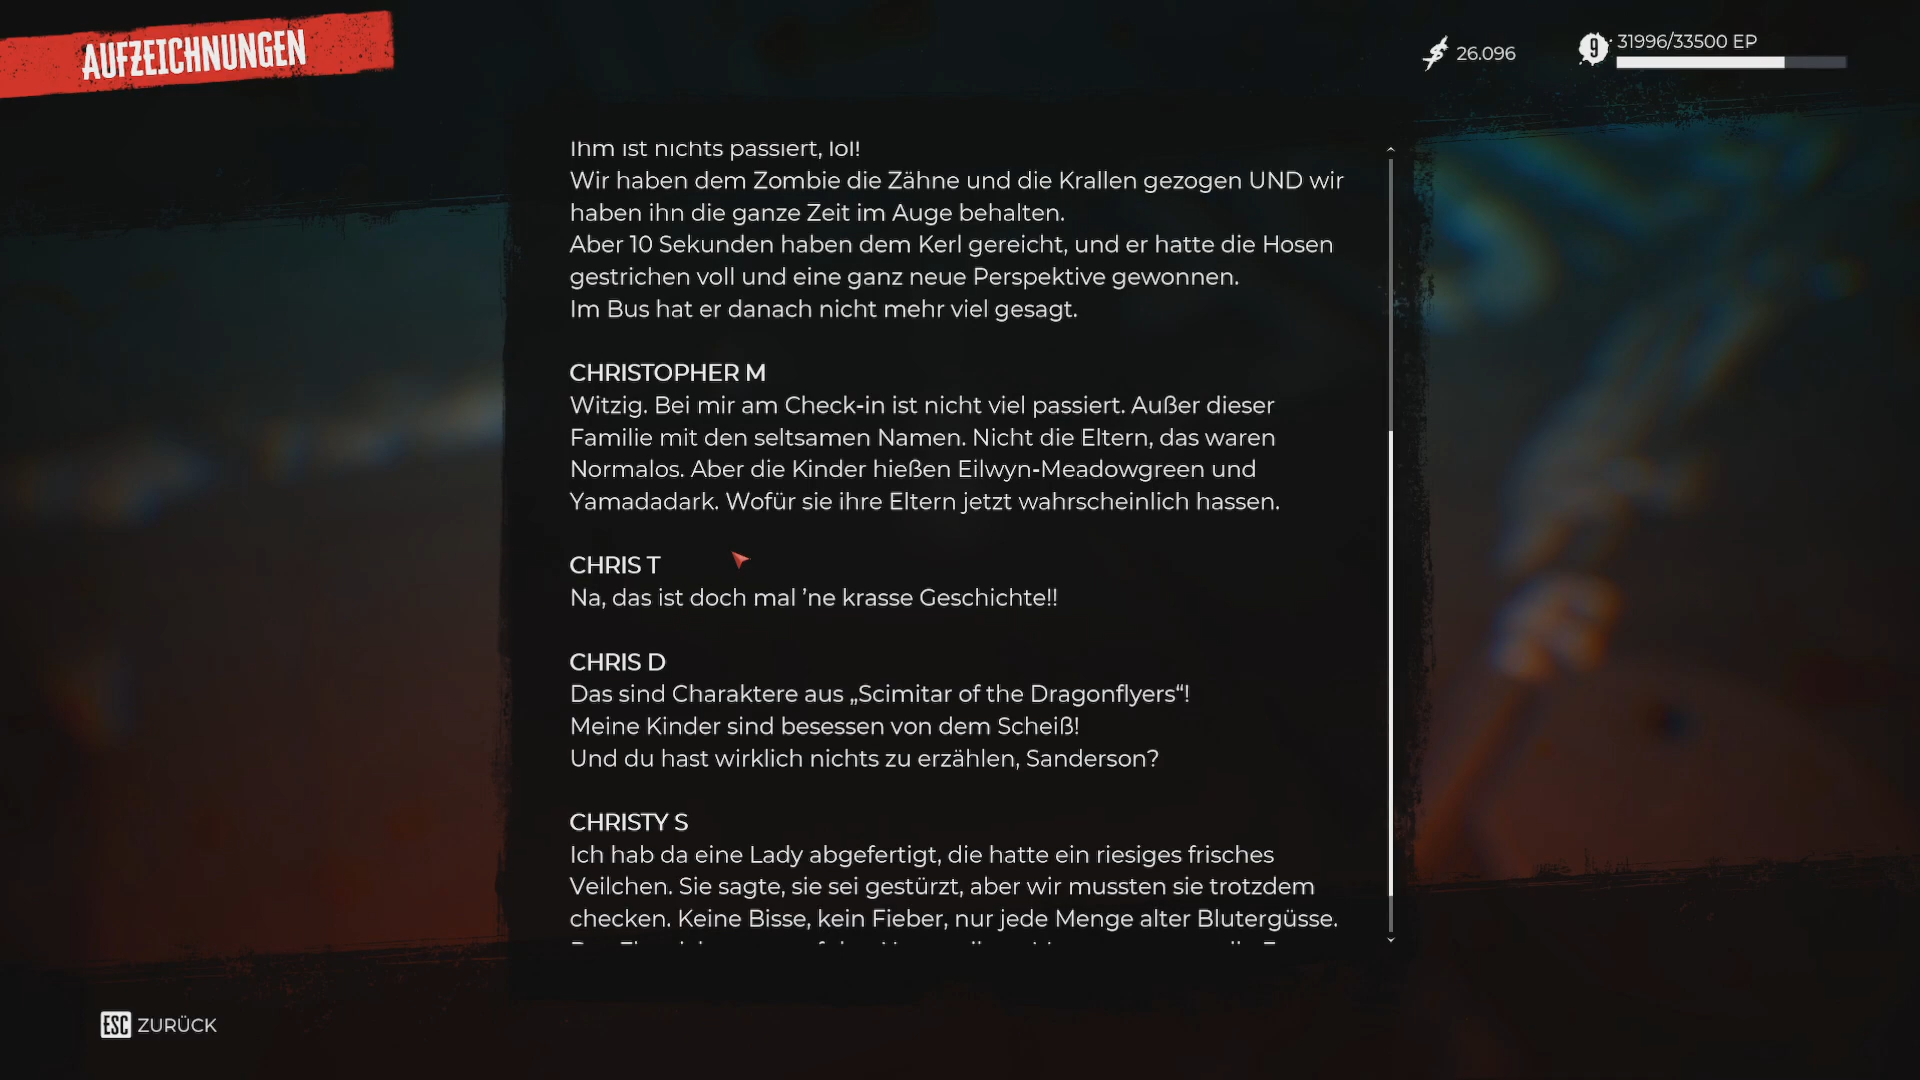 AUFZEICHNUNGEN
26.096
9
31996/33500 EP
Ihm ist nichts passiert, lol!
Wir haben dem Zombie die Zähne und die Krallen gezogen UND wir
haben ihn die ganze Zeit im Auge behalten.
Aber 10 Sekunden haben dem Kerl gereicht, und er hatte die Hosen
gestrichen voll und eine ganz neue Perspektive gewonnen.
Im Bus hat er danach nicht mehr viel gesagt.
CHRISTOPHER M
Witzig. Bei mir am Check-in ist nicht viel passiert. Außer dieser
Familie mit den seltsamen Namen. Nicht die Eltern, das waren
Normalos. Aber die Kinder hießen Eilwyn-Meadowgreen und
Yamadadark. Wofür sie ihre Eltern jetzt wahrscheinlich hassen.
CHRIS T
Na, das ist doch mal ’ne krasse Geschichte!!
CHRIS D
Das sind Charaktere aus „Scimitar of the Dragonflyers“!
Meine Kinder sind besessen von dem Scheiß!
Und du hast wirklich nichts zu erzählen, Sanderson?
CHRISTY S
Ich hab da eine Lady abgefertigt, die hatte ein riesiges frisches
Veilchen. Sie sagte, sie sei gestürzt, aber wir mussten sie trotzdem
checken. Keine Bisse, kein Fieber, nur jede Menge alter Blutergüsse.
ESC ZURÜCK